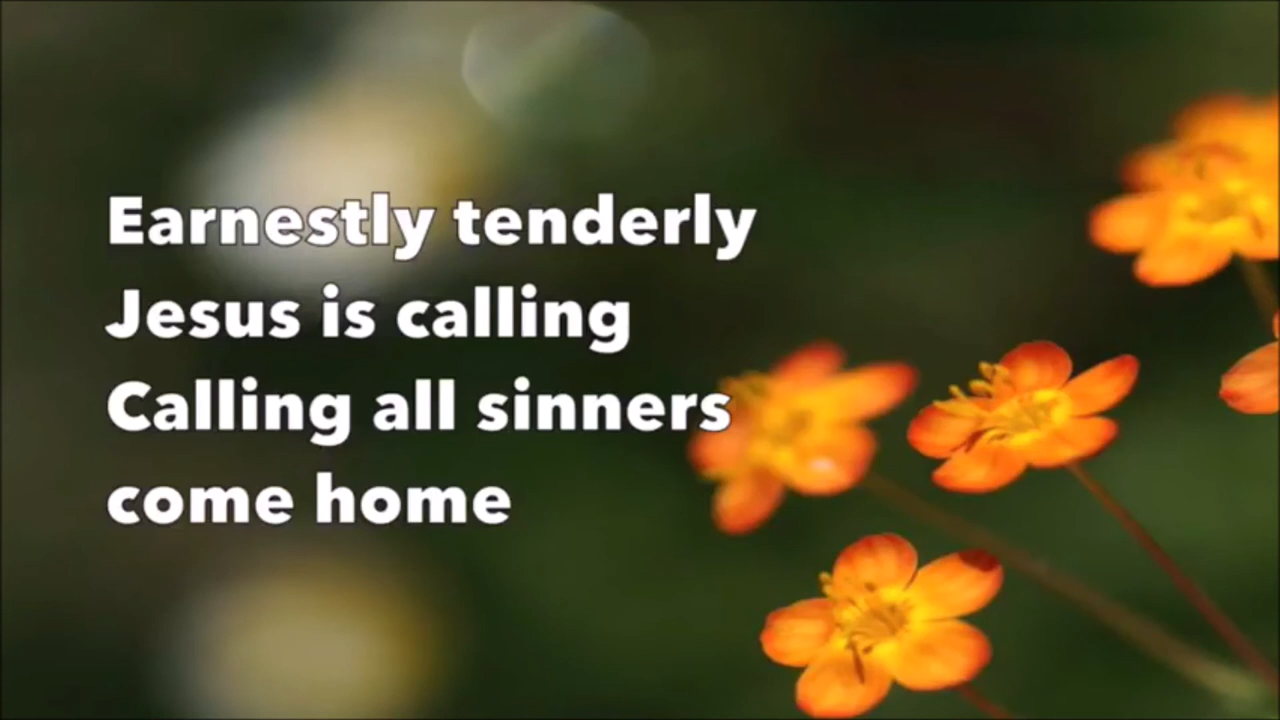 Earnestly tenderly
Jesus is calling
Calling all sinners
come home